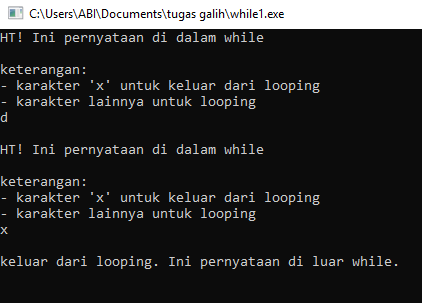 C:\Users\ABI\Documents\tugas galih\while1.exe
HT! Ini pernyataan di dalam while
keterangan:
- karakter 'x' untuk keluar dari looping
- karakter lainnya untuk looping
d
HT! Ini pernyataan di dalam while
keterangan:
- karakter 'x' untuk keluar dari looping
- karakter lainnya untuk looping
x
keluar dari looping. Ini pernyataan di luar while.